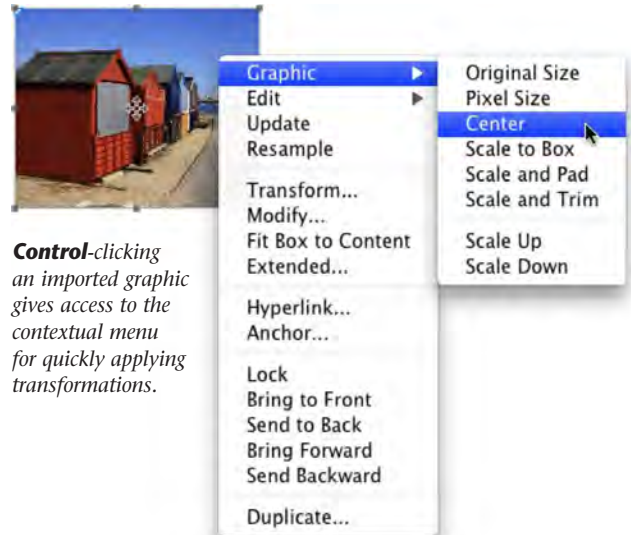 Graphic
Edit
Update
Resample
Transform...
Modify...
Fit Box to Content
Extended...
Hyperlink...
Anchor...
Lock
Bring to Front
Send to Back
Bring Forward
Send Backward
Duplicate...
Original Size
Pixel Size
Center
Scale to Box
Scale and Pad
Scale and Trim
Scale Up
Scale Down
Control-clicking
an imported graphic
gives access to the
contextual menu
for quickly applying
transformations.